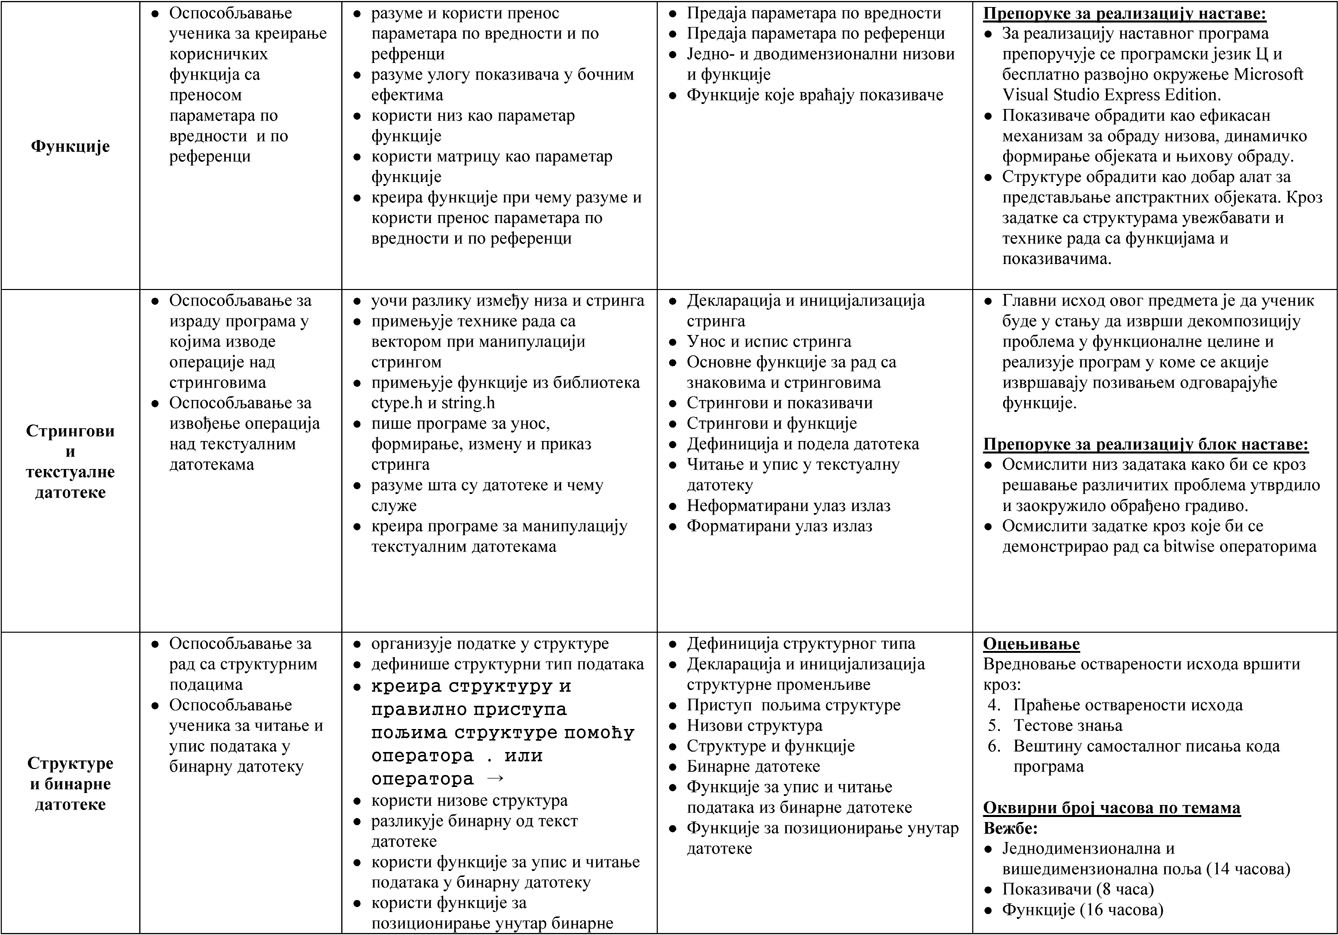 Функције
● Оспособљавање
ученика за креирање
корисничких
функција са
преносом
параметара по
вредности и по
референци
● разуме и користи пренос
параметара по вредности и по
рефренци
● разуме улогу показивача у бочним
ефектима
● користи низ као параметар
функције
● користи матрицу као параметар
функције
● креира функције при чему разуме и
користи пренос параметара по
вредности и по референци
● Предаја параметара по вредности
● Предаја параметара по референци
● Једно- и дводимензионални низови
и функције
● Функције које враћају показиваче
Препоруке за реализацију наставе:
● За реализацију наставног програма
препоручује се програмски језик Ц и
бесплатно развојно окружење Microsoft
Visual Studio Express Edition.
● Показиваче обрадити као ефикасан
механизам за обраду низова, динамичко
формирање објеката и њихову обраду.
● Структуре обрадити као добар алат за
представљање апстрактних објеката. Кроз
задатке са структурама увежбавати и
технике рада са функцијама и
показивачима.
Стрингови
и
текстуалне
датотеке
● Оспособљавање за
израду програма у
којима изводе
операције над
стринговима
● Оспособљавање за
извођење операција
над текстуалним
датотекама
● уочи разлику између низа и стринга
● примењује технике рада са
вектором при манипулацији
стрингом
● примењује функције из библиотека
ctype.h и string.h
● пише програме за унос,
формирање, измену и приказ
стринга
● разуме шта су датотеке и чему
служе
● креира програме за манипулацију
текстуалним датотекама
● Декларација и иницијализација
стринга
● Унос и испис стринга
● Основне функције за рад са
знаковима и стринговима
● Стрингови и показивачи
● Стрингови и функције
● Дефиниција и подела датотека
● Читање и упис у текстуалну
датотеку
● Неформатирани улаз излаз
● Форматирани улаз излаз
● Главни исход овог предмета је да ученик
буде у стању да изврши декомпозицију
проблема у функционалне целине и
реализује програм у коме се акције
извршавају позивањем одговарајуће
функције.
Препоруке за реализацију блок наставе:
● Осмислити низ задатака како би се кроз
решавање различитих проблема утврдило
и заокружило обрађено градиво.
● Осмислити задатке кроз које би се
демонстрирао рад са bitwise операторима
Структуре
и бинарне
датотеке
● Оспособљавање за
рад са структурним
подацима
● Оспособљавање
ученика за читање и
упис података у
бинарну датотеку
● организује податке у структуре
● дефинише структурни тип података
● креира структуру и
правилно приступа
пољима структуре помоћу
оператора . или
оператора →
● користи низове структура
● разликује бинарну од текст
датотеке
● користи функције за упис и читање
података у бинарну датотеку
● користи функције за
позиционирање унутар бинарне
● Дефиниција структурног типа
● Декларација и иницијализација
структурне променљиве
● Приступ пољима структуре
● Низови структура
● Структуре и функције
● Бинарне датотеке
● Функције за упис и читање
података из бинарне датотеке
● Функције за позиционирање унутар
датотеке
Оцењивање
Вредновање остварености исхода вршити
кроз:
4. Праћење остварености исхода
5. Тестове знања
6. Вештину самосталног писања кода
програма
Оквирни број часова по темама
Вежбе:
● Једнодимензионална и
вишедимензионална поља (14 часова)
● Показивачи (8 часа)
● Функције (16 часова)